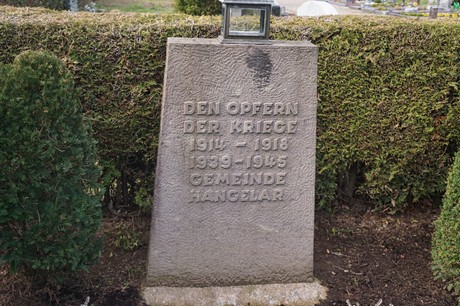 DEN OPFERN
DER KRIEGE
1914 - 1918
1939 - 1945
GEMEINDE
HANGELAR